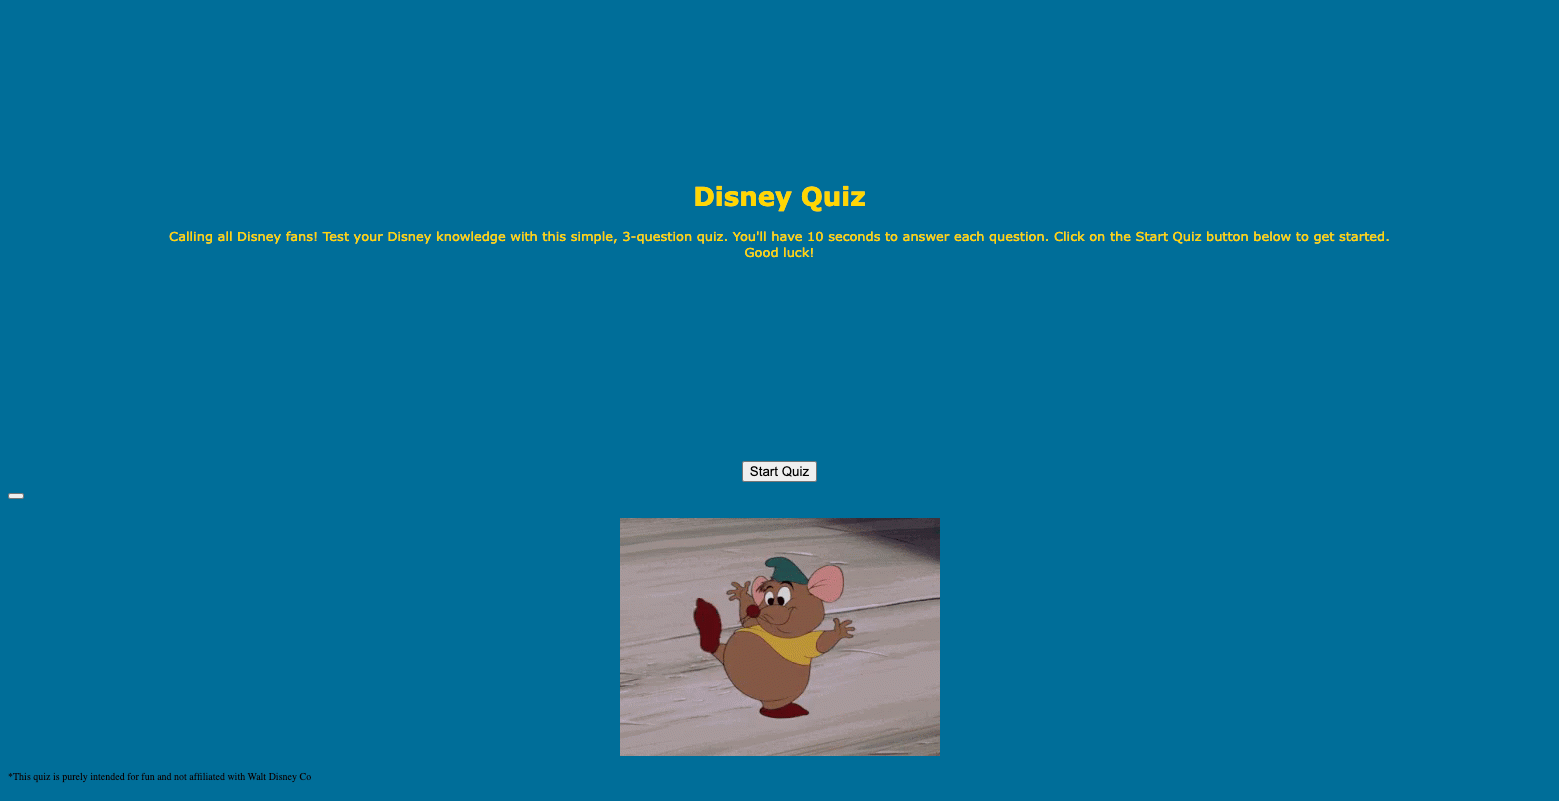 Disney Quiz
Calling all Disney fans! Test your Disney knowledge with this simple, 3-question quiz. You'll have 10 seconds to answer each question. Click on the Start Quiz button below to get started.
Good luck!
Start Quiz
*This quiz is purely intended for fun and not affiliated with Walt Disney Co